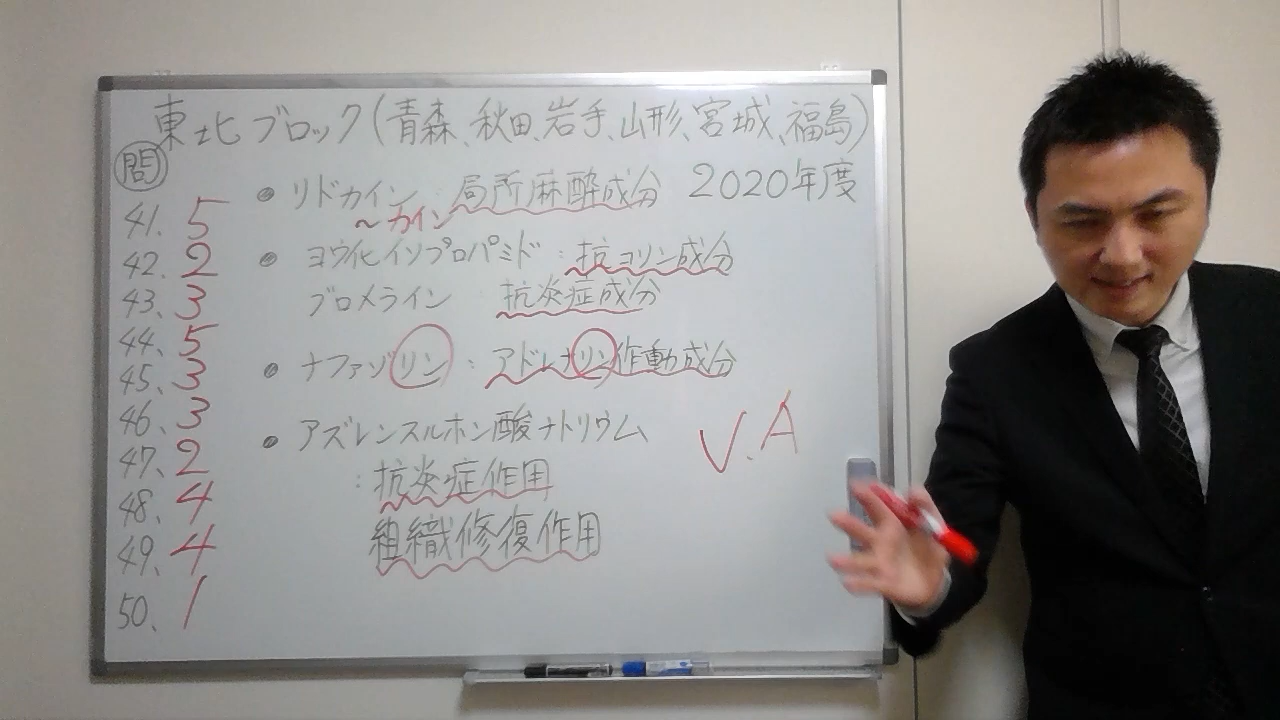 東北ブロック(青森、秋田、岩手、山形、宮城、福島)
2020年度
問
41. 5
42. 2
43. 3
44. 5
45. 3
46. 3
47. 2
48. 4
49. 4
50. 1
● リドカイン : 局所麻酔成分
～カイン
● ヨウ化イソプロパミド : 抗コリン成分
ブロメライン 抗炎症成分
● ナファゾリン : アドレナリン作動成分
● アズレンスルホン酸ナトリウム
: 抗炎症作用
組織修復作用
V.A